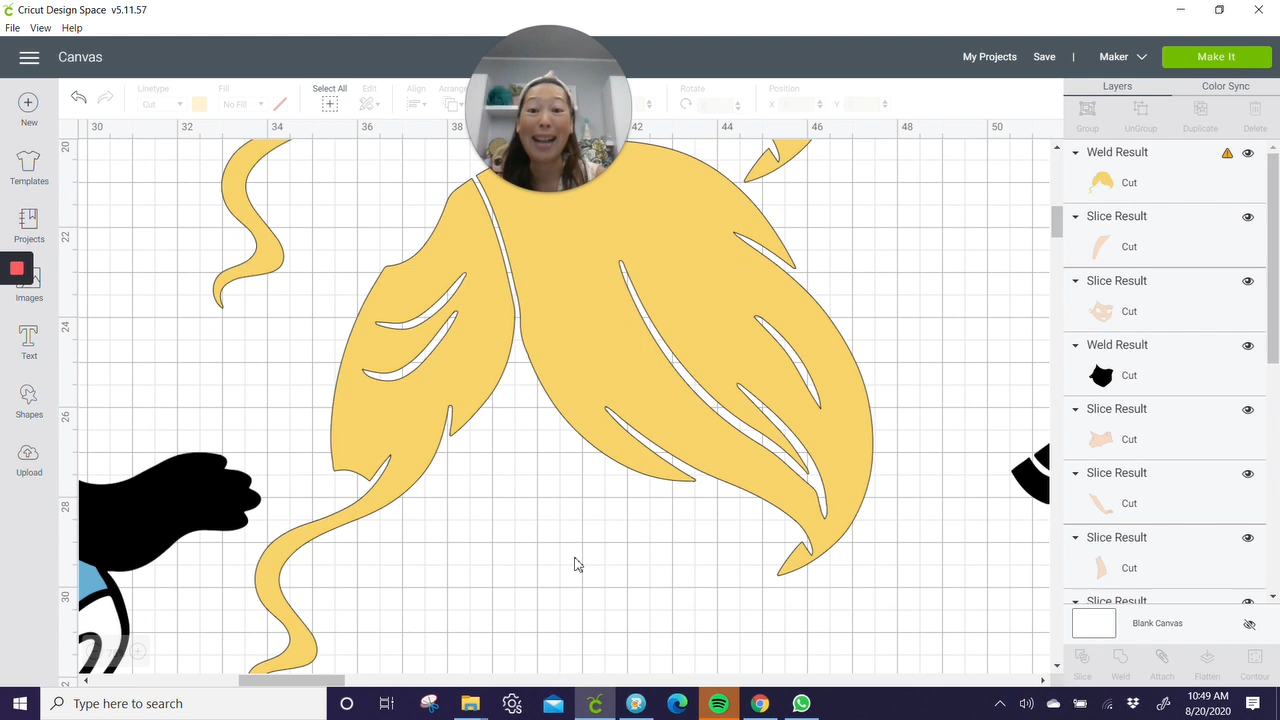 Cricut Design Space v5.11.57
File View Help
Canvas
My Projects Save | Maker Make It
New
Templates
Projects
Images
Text
Shapes
Upload
Linetype
Cut
Fill
No Fill
Select All
Edit
Align
Arrange
Rotate
Position
X
Y
30 32 34 36 38 42 44 46 48 50
20
22
24
26
28
30
Layers Color Sync
Group UnGroup Duplicate Delete
Weld Result
Cut
Slice Result
Cut
Slice Result
Cut
Weld Result
Cut
Slice Result
Cut
Slice Result
Cut
Slice Result
Cut
Slice Result
Blank Canvas
Slice Weld Attach Flatten Contour
Type here to search
10:49 AM
8/20/2020